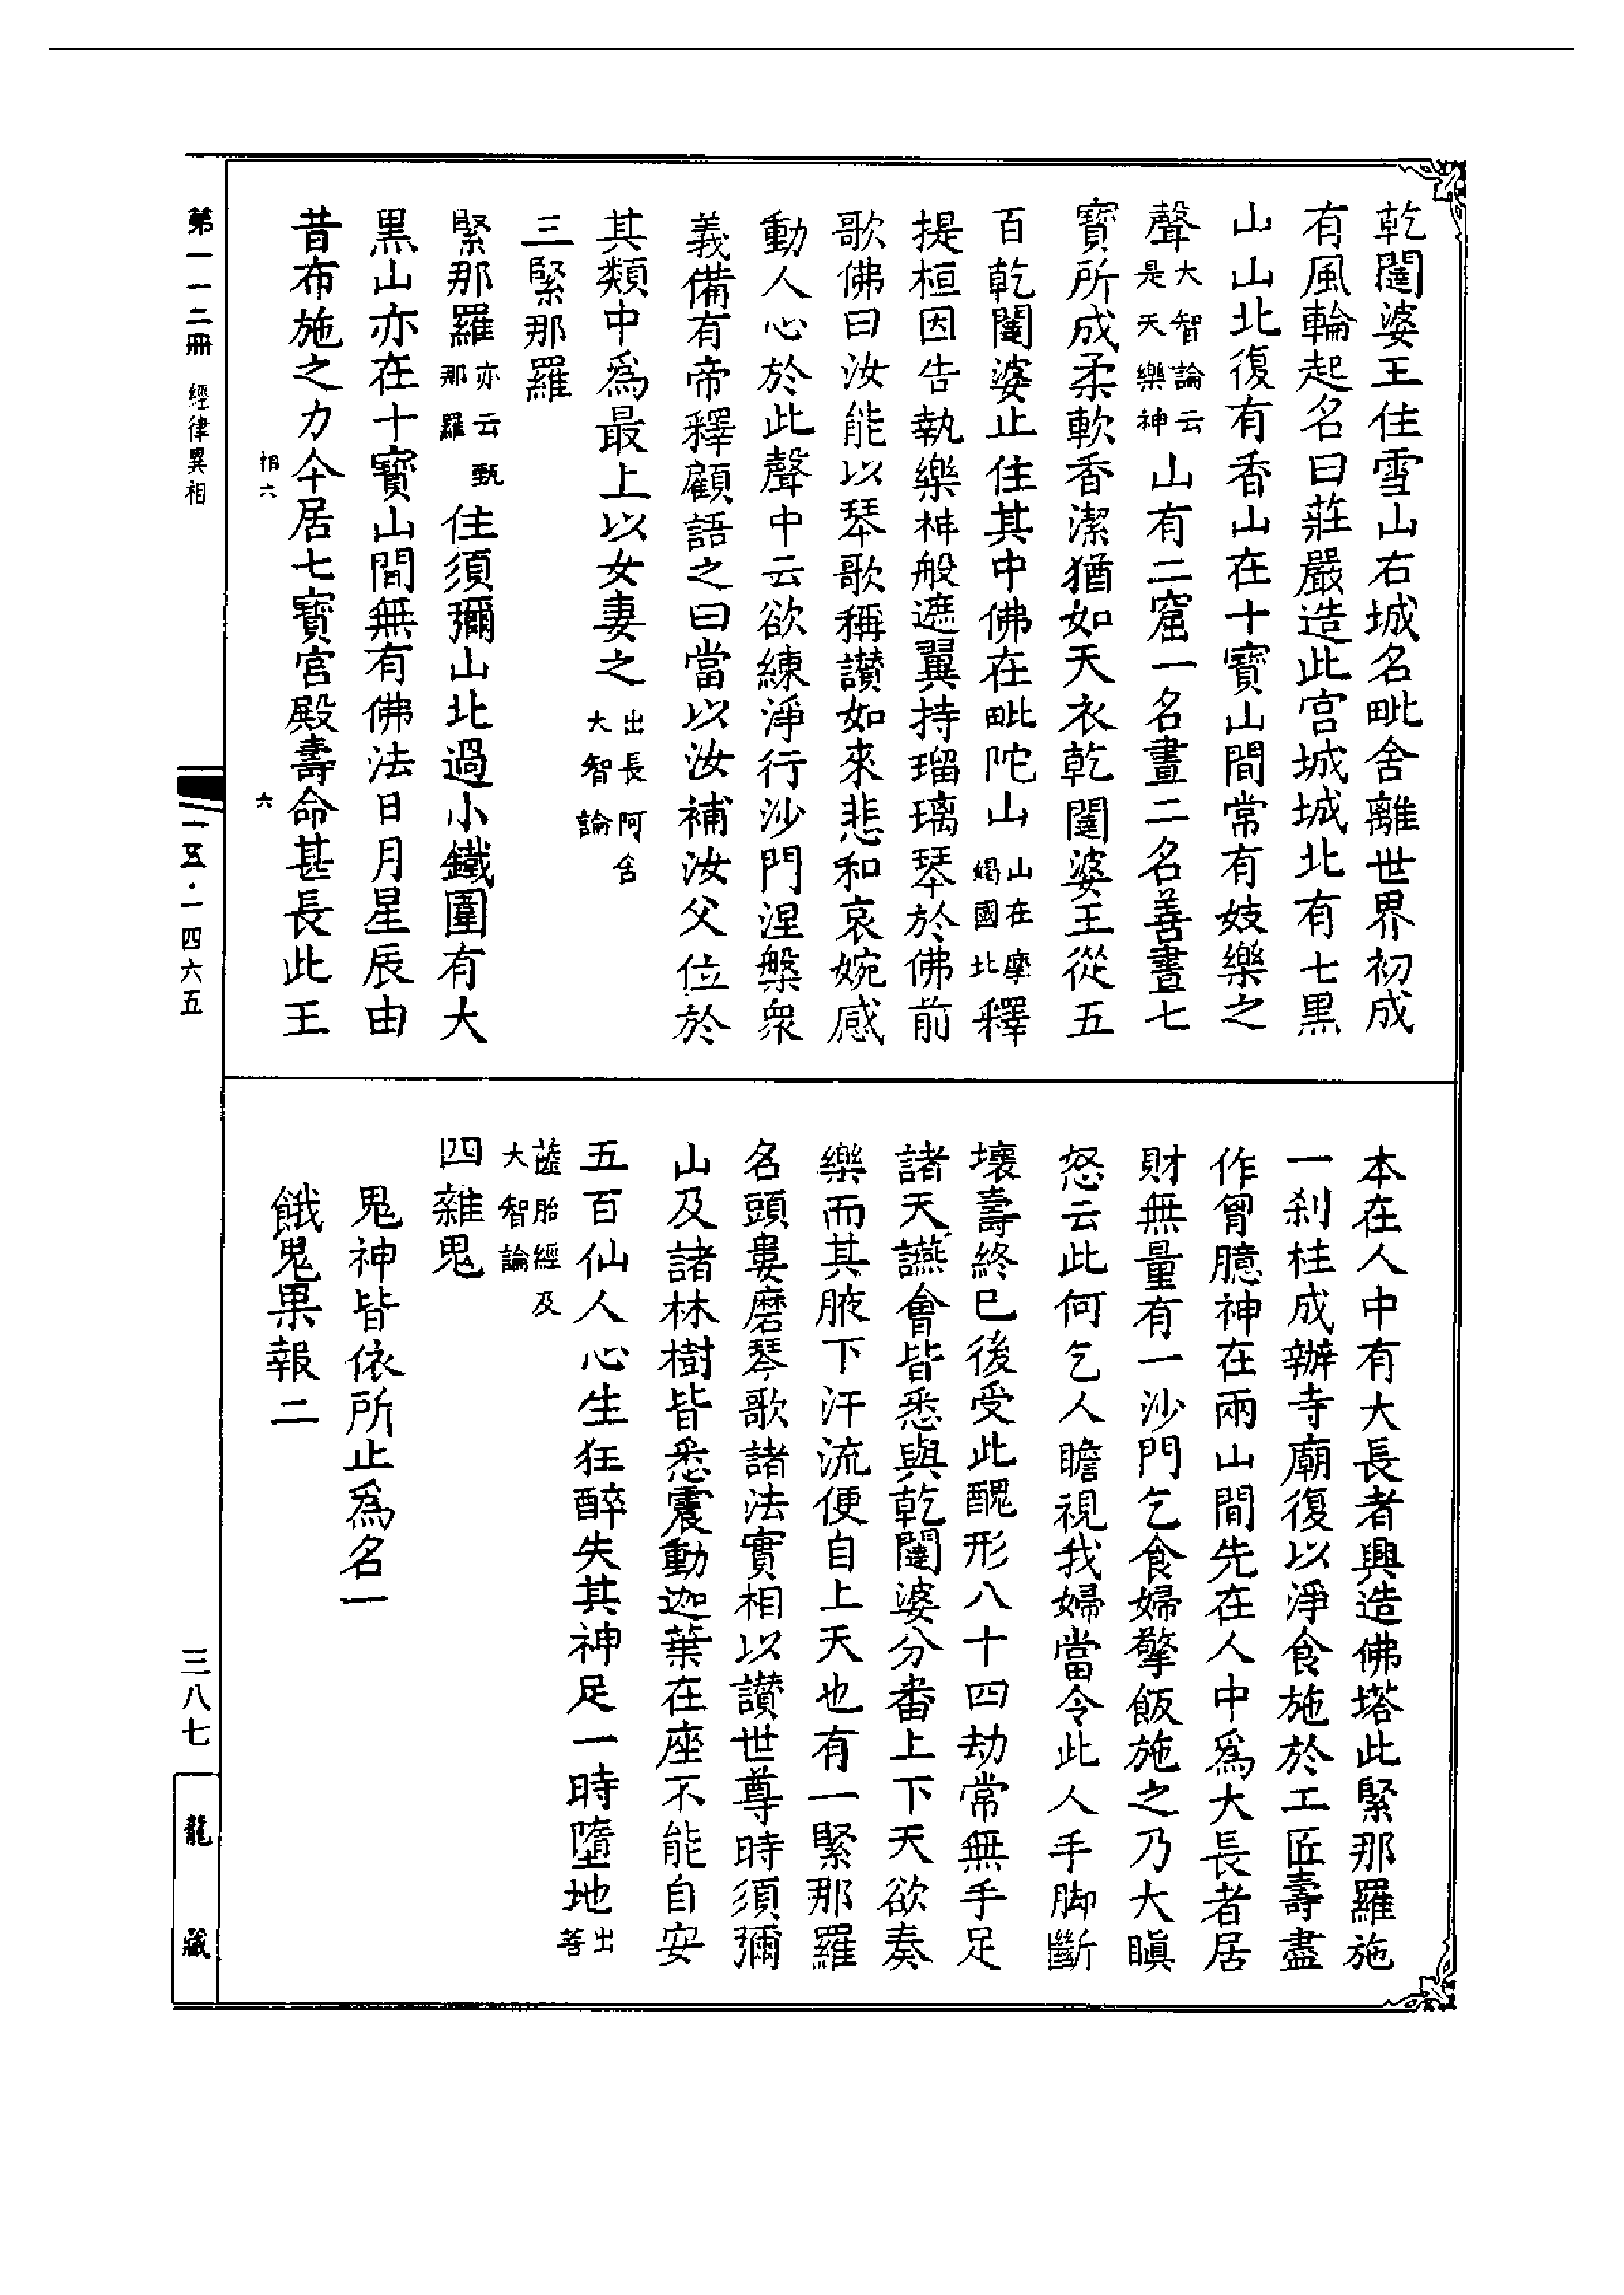 乾闥婆王住雪山右城名毗舍離世界初成
有風輪起名曰莊嚴造此宮城城北有七黑
山山北復有香山在十寶山間常有妓樂之
聲大智論云是天樂神山有二窟一名晝二名善晝七
寶所成柔軟香潔猶如天衣乾闥婆王從五
百乾闥婆止住其中佛在毗陀山山在摩竭國北釋
提桓因告執樂神般遮翼持瑠璃琴於佛前
歌佛曰汝能以琴歌稱讃如來悲和哀婉感
動人心於此聲中云欲練淨行沙門涅槃衆
義備有帝釋顧語之曰當以汝補汝父位於
其類中爲最上以女妻之出長阿含大智論
三緊那羅
緊那羅亦云甄那羅住須彌山北過小鐵圍有大
黑山亦在十寶山間無有佛法日月星辰由
昔布施之力今居七寶宮殿壽命甚長此王
相六
六
本在人中有大長者興造佛塔此緊那羅施
一刹柱成辦寺廟復以淨食施於工匠壽盡
作胷臆神在兩山間先在人中爲大長者居
財無量有一沙門乞食婦擎飯施之乃大瞋
怒云此何乞人瞻視我婦當令此人手脚斷
壞壽終已後受此醜形八十四劫常無手足
諸天讌會皆悉與乾闥婆分番上下天欲奏
樂而其腋下汗流便自上天也有一緊那羅
名頭婁磨琴歌諸法實相以讃世尊時須彌
山及諸林樹皆悉震動迦葉在座不能自安
五百仙人心生狂醉失其神足一時墮地出菩
薩胎經及大智論
四雜鬼
鬼神皆依所止爲名一
餓鬼果報二
第一一二冊 經律異相
一五·一四六五
三八七
龍藏